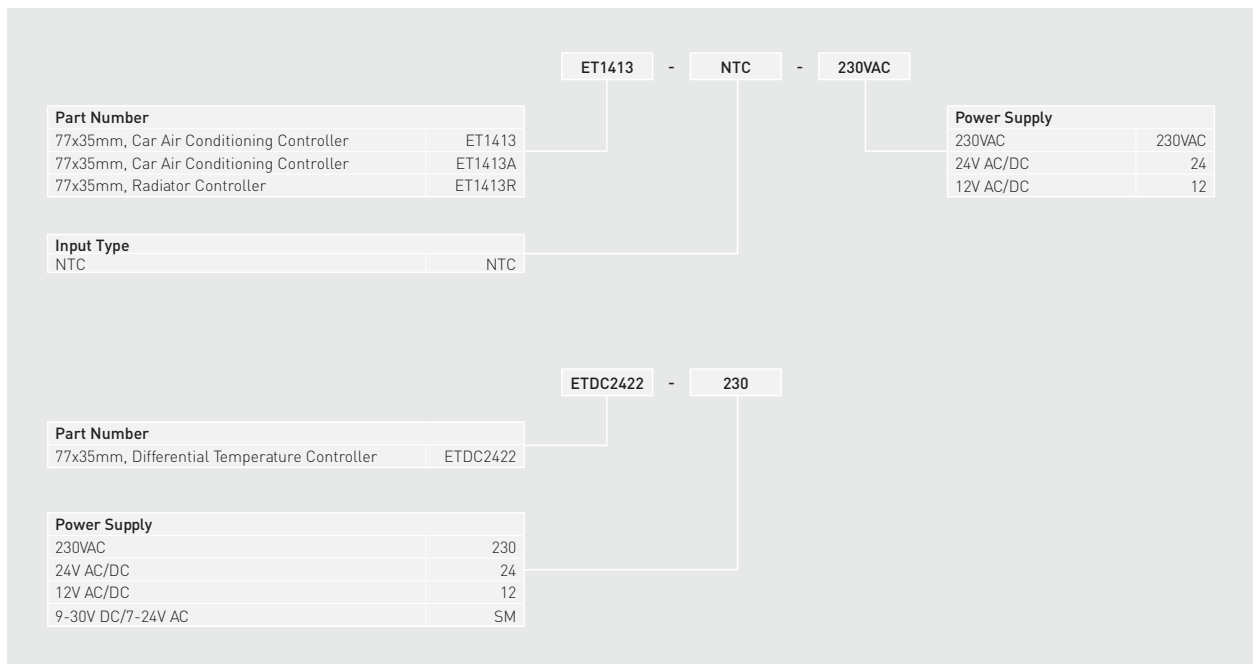 ET1413 - NTC - 230VAC
Part Number
77x35mm, Car Air Conditioning Controller ET1413
77x35mm, Car Air Conditioning Controller ET1413A
77x35mm, Radiator Controller ET1413R
Power Supply
230VAC 230VAC
24V AC/DC 24
12V AC/DC 12
Input Type
NTC NTC
ETDC2422 - 230
Part Number
77x35mm, Differential Temperature Controller ETDC2422
Power Supply
230VAC 230
24V AC/DC 24
12V AC/DC 12
9-30V DC/7-24V AC SM